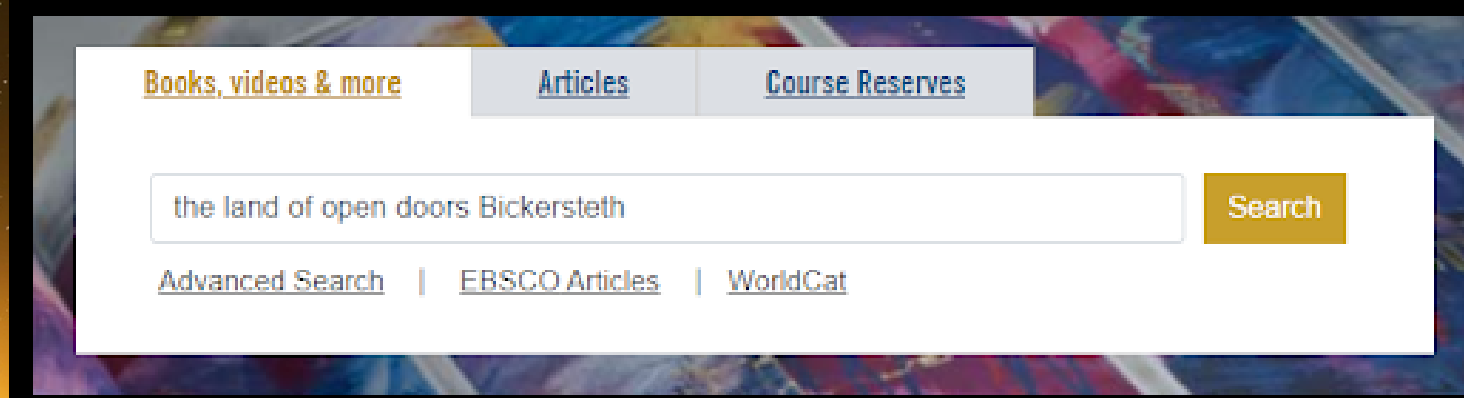 Books, videos & more Articles Course Reserves
the land of open doors Bickersteth Search
Advanced Search | EBSCO Articles | WorldCat